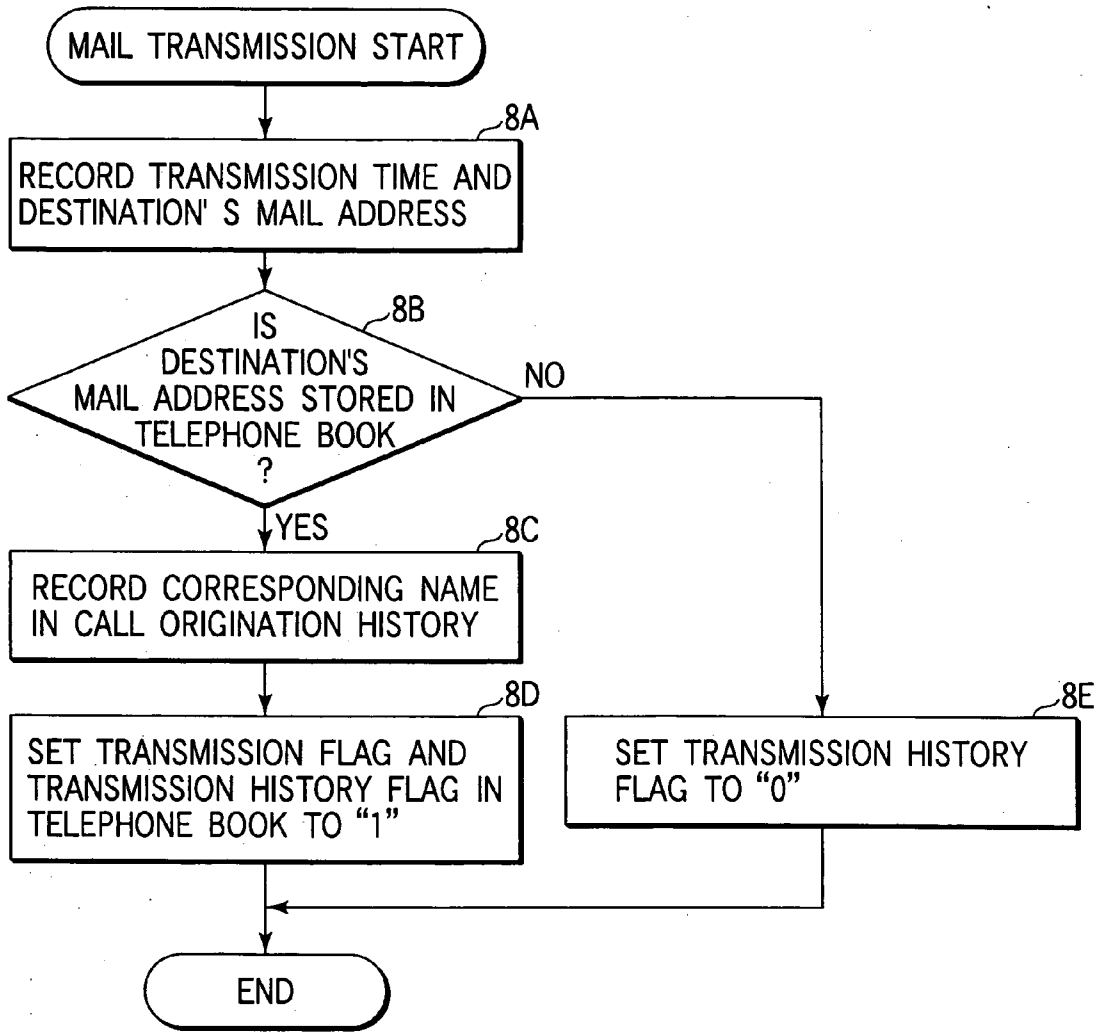 MAIL TRANSMISSION START
8A
RECORD TRANSMISSION TIME AND
DESTINATION' S MAIL ADDRESS
8B
IS
DESTINATION'S
MAIL ADDRESS STORED IN
TELEPHONE BOOK
?
NO
YES
8C
RECORD CORRESPONDING NAME
IN CALL ORIGINATION HISTORY
8D
SET TRANSMISSION FLAG AND
TRANSMISSION HISTORY FLAG IN
TELEPHONE BOOK TO “1”
8E
SET TRANSMISSION HISTORY
FLAG TO “0”
END